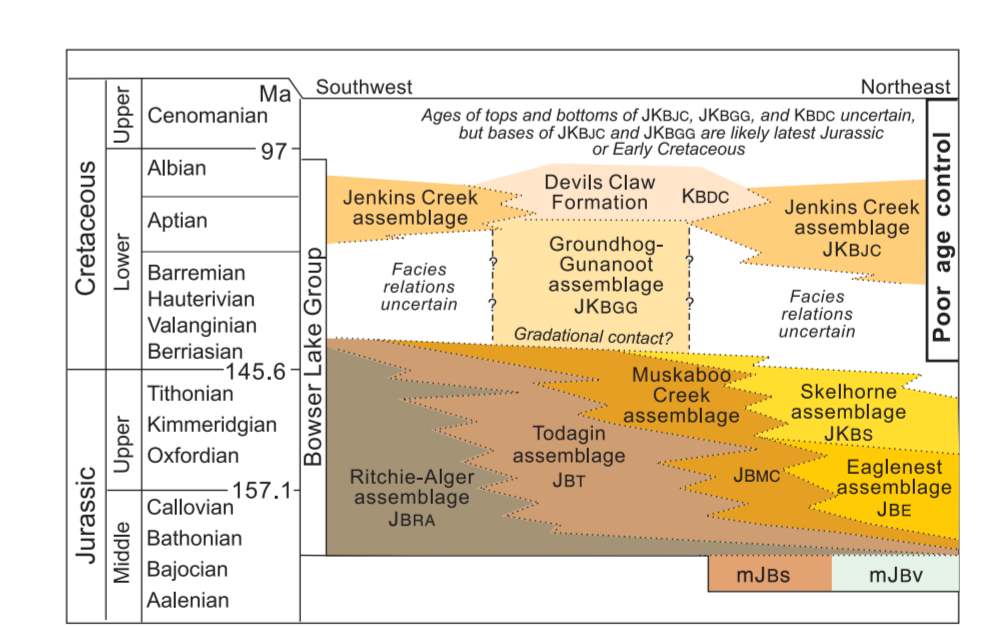 Southwest
Northeast
Ma
Ages of tops and bottoms of JKBJC, JKBGG, and KBDC uncertain,
but bases of JKBJC and JKBGG are likely latest Jurassic
or Early Cretaceous
Cretaceous
Upper
Cenomanian
97
Lower
Albian
Aptian
Barremian
Hauterivian
Valanginian
Berriasian
145.6
Jurassic
Upper
Tithonian
Kimmeridgian
Oxfordian
157.1
Middle
Callovian
Bathonian
Bajocian
Aalenian
Bowser Lake Group
Poor age control
Jenkins Creek
assemblage
Devils Claw
Formation
KBDC
Jenkins Creek
assemblage
JKBJC
Groundhog-
Gunanoot
assemblage
JKBGG
Gradational contact?
?
?
?
?
Facies
relations
uncertain
Facies
relations
uncertain
Muskaboo
Creek
assemblage
Skelhorne
assemblage
JKBS
Todagin
assemblage
JBT
JBMC
Eaglenest
assemblage
JBE
Ritchie-Alger
assemblage
JBRA
mJBs
mJBv